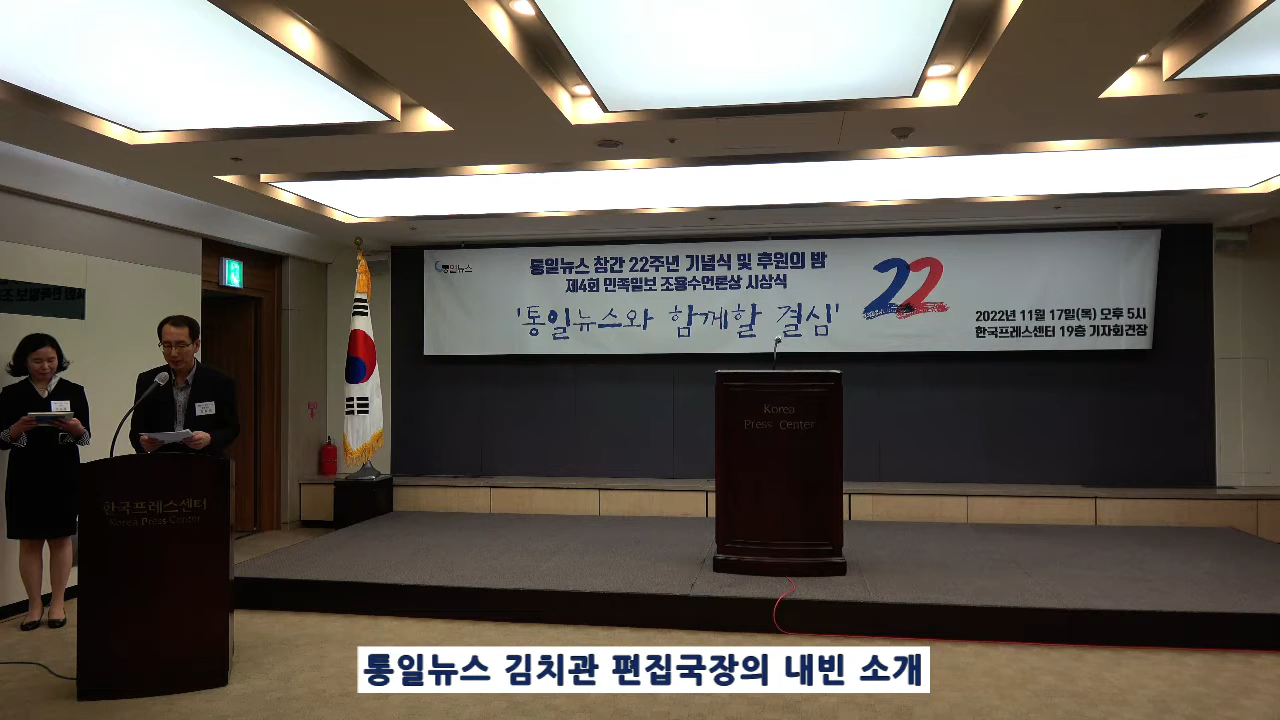 통일뉴스
통일뉴스 창간 22주년 기념식 및 후원의 밤
제4회 민족일보 조용수언론상 시상식
'통일뉴스와 함께할 결심'
22
2022년 11월 17일(목) 오후 5시
한국프레스센터 19층 기자회견장
Korea
Press Center
한국프레스센터
Korea Press Center
통일뉴스 김치관 편집국장의 내빈 소개